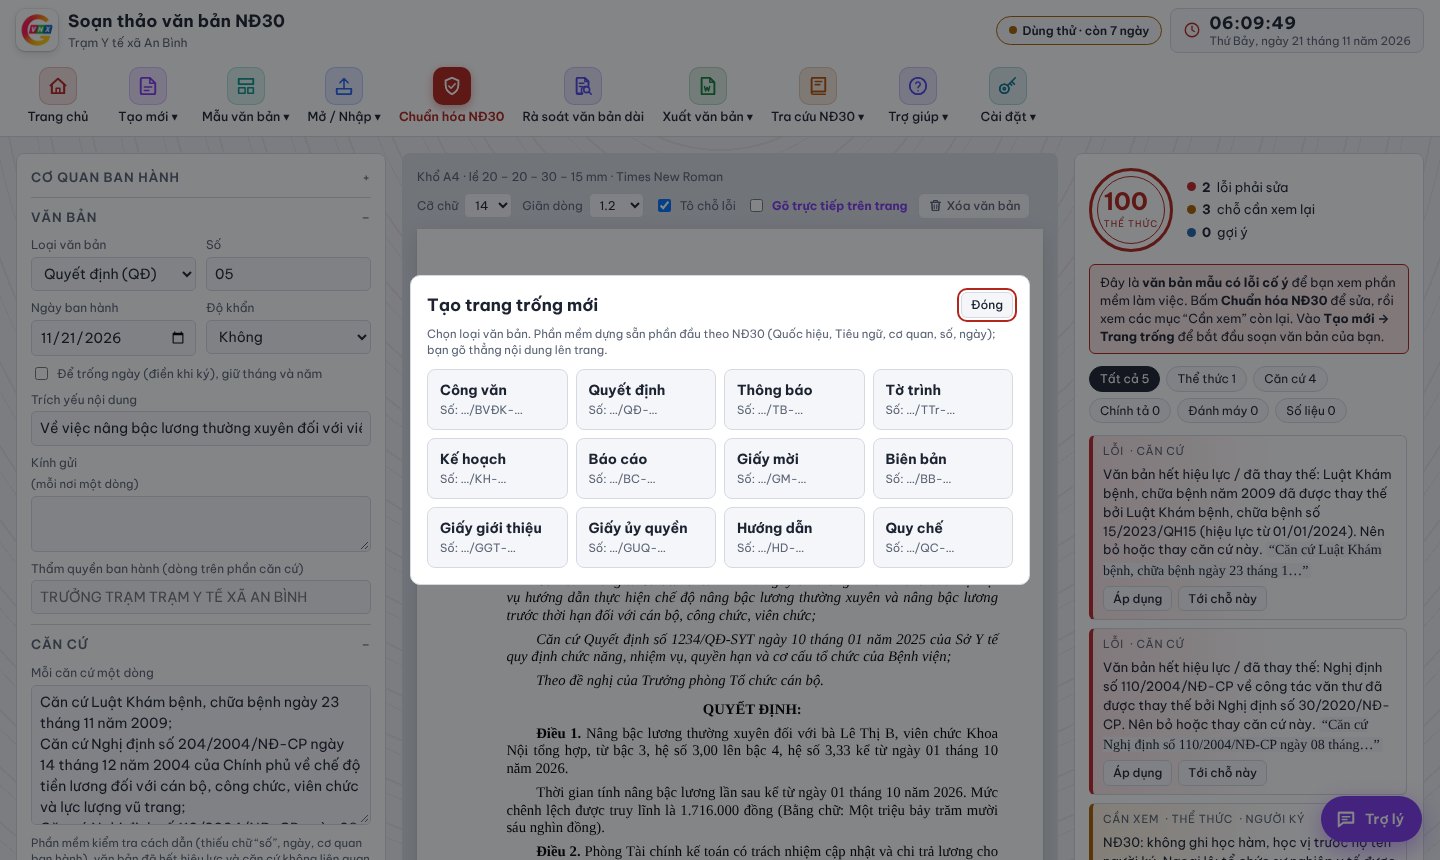 VNX
Soạn thảo văn bản NĐ30
Trạm Y tế xã An Bình
Dùng thử · còn 7 ngày
06:09:49
Thứ Bảy, ngày 21 tháng 11 năm 2026
Trang chủ
Tạo mới ▾
Mẫu văn bản ▾
Mở / Nhập ▾
Chuẩn hóa NĐ30
Rà soát văn bản dài
Xuất văn bản ▾
Tra cứu NĐ30 ▾
Trợ giúp ▾
Cài đặt ▾
CƠ QUAN BAN HÀNH +
VĂN BẢN −
Loại văn bản
Số
Quyết định (QĐ)
05
Ngày ban hành
Độ khẩn
11/21/2026
Không
Để trống ngày (điền khi ký), giữ tháng và năm
Trích yếu nội dung
Về việc nâng bậc lương thường xuyên đối với viê
Kính gửi
(mỗi nơi một dòng)
Thẩm quyền ban hành (dòng trên phần căn cứ)
TRƯỞNG TRẠM TRẠM Y TẾ XÃ AN BÌNH
CĂN CỨ −
Mỗi căn cứ một dòng
Căn cứ Luật Khám bệnh, chữa bệnh ngày 23
tháng 11 năm 2009;
Căn cứ Nghị định số 204/2004/NĐ-CP ngày
14 tháng 12 năm 2004 của Chính phủ về chế độ
tiền lương đối với cán bộ, công chức, viên chức
và lực lượng vũ trang;
Phần mềm kiểm tra cách dẫn (thiếu chữ “số”, ngày, cơ quan
Khổ A4 · lề 20 – 20 – 30 – 15 mm · Times New Roman
Cỡ chữ 14 Giãn dòng 1.2 Tô chỗ lỗi Gõ trực tiếp trên trang Xóa văn bản
Tạo trang trống mới
Đóng
Chọn loại văn bản. Phần mềm dựng sẵn phần đầu theo NĐ30 (Quốc hiệu, Tiêu ngữ, cơ quan, số, ngày);
bạn gõ thẳng nội dung lên trang.
Công văn
Số: .../BVĐK-...
Quyết định
Số: .../QĐ-...
Thông báo
Số: .../TB-...
Tờ trình
Số: .../TTr-...
Kế hoạch
Số: .../KH-...
Báo cáo
Số: .../BC-...
Giấy mời
Số: .../GM-...
Biên bản
Số: .../BB-...
Giấy giới thiệu
Số: .../GGT-...
Giấy ủy quyền
Số: .../GUQ-...
Hướng dẫn
Số: .../HD-...
Quy chế
Số: .../QC-...
vụ hướng dẫn thực hiện chế độ nâng bậc lương thường xuyên và nâng bậc lương
trước thời hạn đối với cán bộ, công chức, viên chức;
Căn cứ Quyết định số 1234/QĐ-SYT ngày 10 tháng 01 năm 2025 của Sở Y tế
quy định chức năng, nhiệm vụ, quyền hạn và cơ cấu tổ chức của Bệnh viện;
Theo đề nghị của Trưởng phòng Tổ chức cán bộ.
QUYẾT ĐỊNH:
Điều 1. Nâng bậc lương thường xuyên đối với bà Lê Thị B, viên chức Khoa
Nội tổng hợp, từ bậc 3, hệ số 3,00 lên bậc 4, hệ số 3,33 kể từ ngày 01 tháng 10
năm 2026.
Thời gian tính nâng bậc lương lần sau kể từ ngày 01 tháng 10 năm 2026. Mức
chênh lệch được truy lĩnh là 1.716.000 đồng (Bằng chữ: Một triệu bảy trăm mười
sáu nghìn đồng).
Điều 2. Phòng Tài chính kế toán có trách nhiệm cập nhật và chi trả lương cho
100
THỂ THỨC
2 lỗi phải sửa
3 chỗ cần xem lại
0 gợi ý
Đây là văn bản mẫu có lỗi cố ý để bạn xem phần
mềm làm việc. Bấm Chuẩn hóa NĐ30 để sửa, rồi
xem các mục “Cần xem” còn lại. Vào Tạo mới →
Trang trống để bắt đầu soạn văn bản của bạn.
Tất cả 5
Thể thức 1
Căn cứ 4
Chính tả 0
Đánh máy 0
Số liệu 0
LỖI · CĂN CỨ
Văn bản hết hiệu lực / đã thay thế: Luật Khám
bệnh, chữa bệnh năm 2009 đã được thay thế
bởi Luật Khám bệnh, chữa bệnh số
15/2023/QH15 (hiệu lực từ 01/01/2024). Nên
bỏ hoặc thay căn cứ này. “Căn cứ Luật Khám
bệnh, chữa bệnh ngày 23 tháng 1…”
Áp dụng
Tới chỗ này
LỖI · CĂN CỨ
Văn bản hết hiệu lực / đã thay thế: Nghị định
số 110/2004/NĐ-CP về công tác văn thư đã
được thay thế bởi Nghị định số 30/2020/NĐ-
CP. Nên bỏ hoặc thay căn cứ này. “Căn cứ
Nghị định số 110/2004/NĐ-CP ngày 08 tháng…”
Áp dụng
Tới chỗ này
CẦN XEM · THỂ THỨC · NGƯỜI KÝ
NĐ30: không ghi học hàm, học vị trước họ tên
Trợ lý